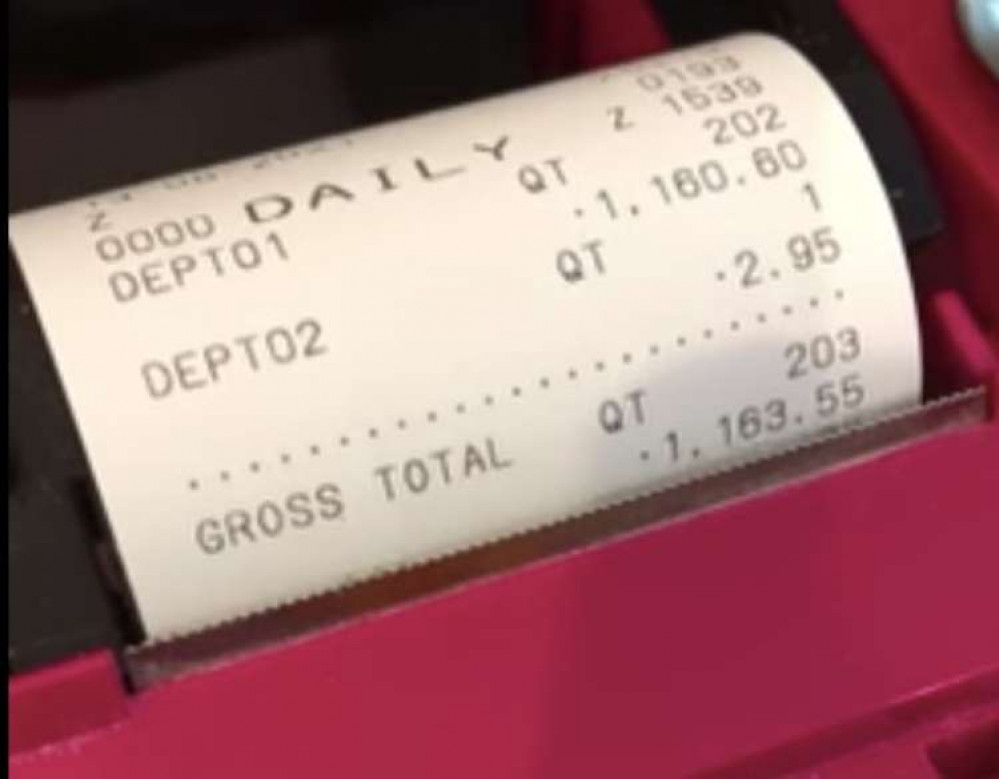 0193
Z DAILY Z 1539
0000
DEPT01 QT 202
·1,160.60
DEPT02 QT 1
·2.95
....................
GROSS TOTAL QT 203
·1,163.55